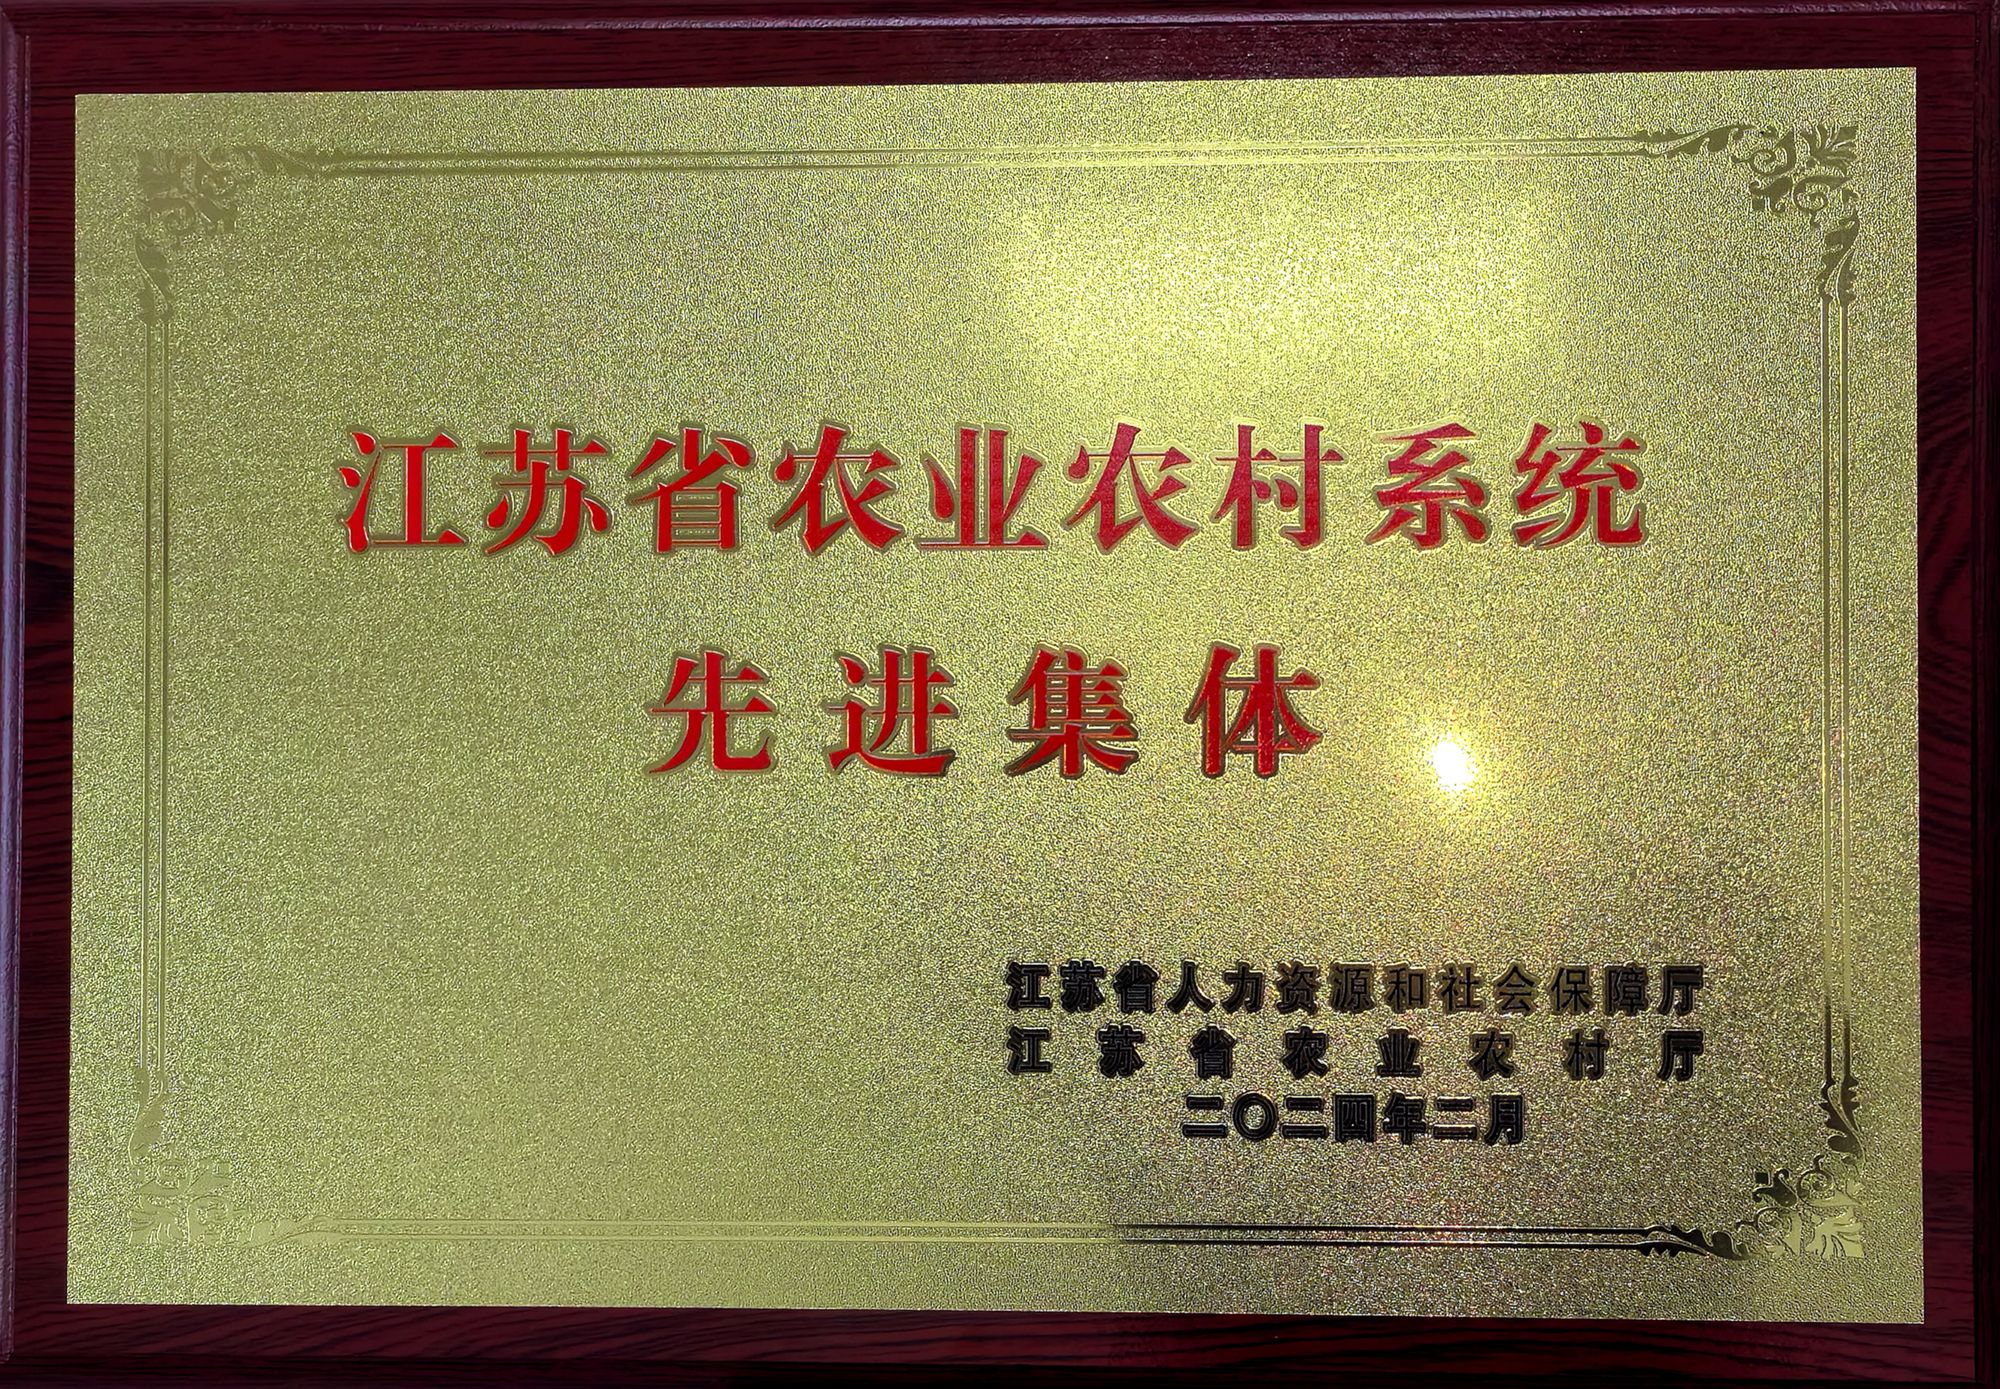 江苏省农业农村系统
先进集体
江苏省人力资源和社会保障厅
江苏省农业农村厅
二〇二四年二月